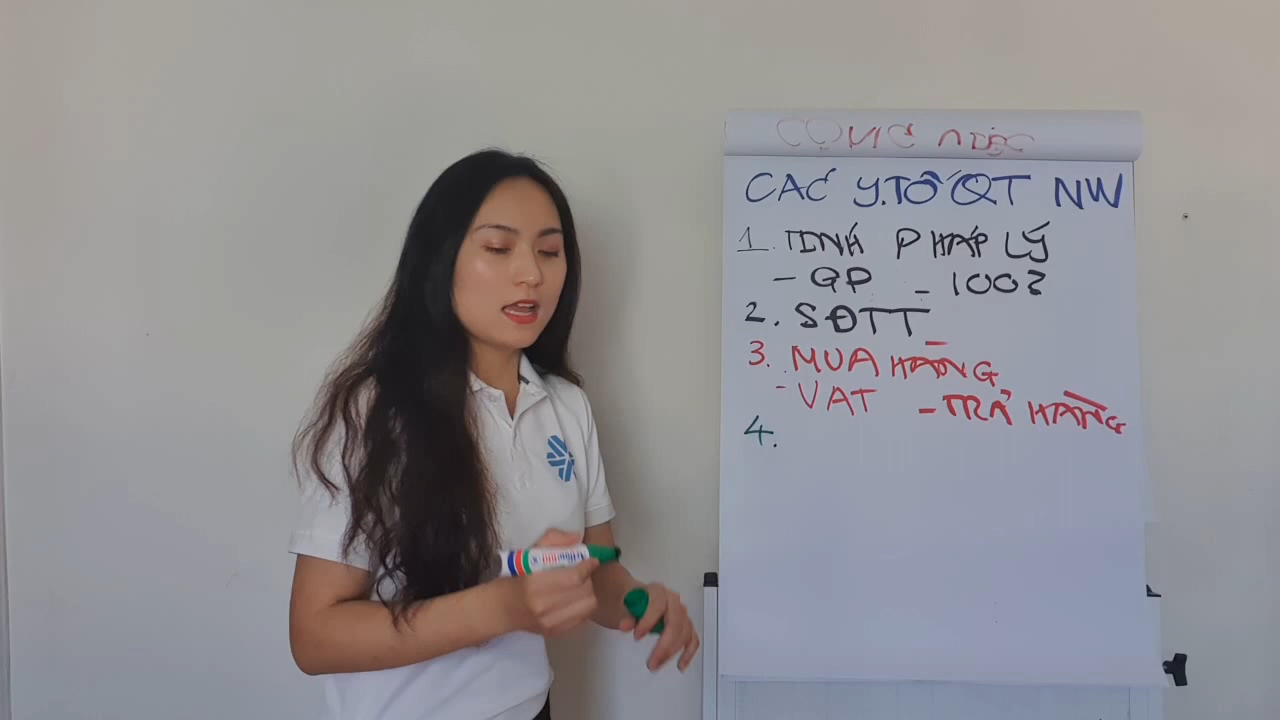 CÁC Y.TỐ QT NW
1. TÍNH PHÁP LÝ
- GP - 100%
2. SĐTT
3. MUA HÀNG
- VAT - TRẢ HÀNG
4.